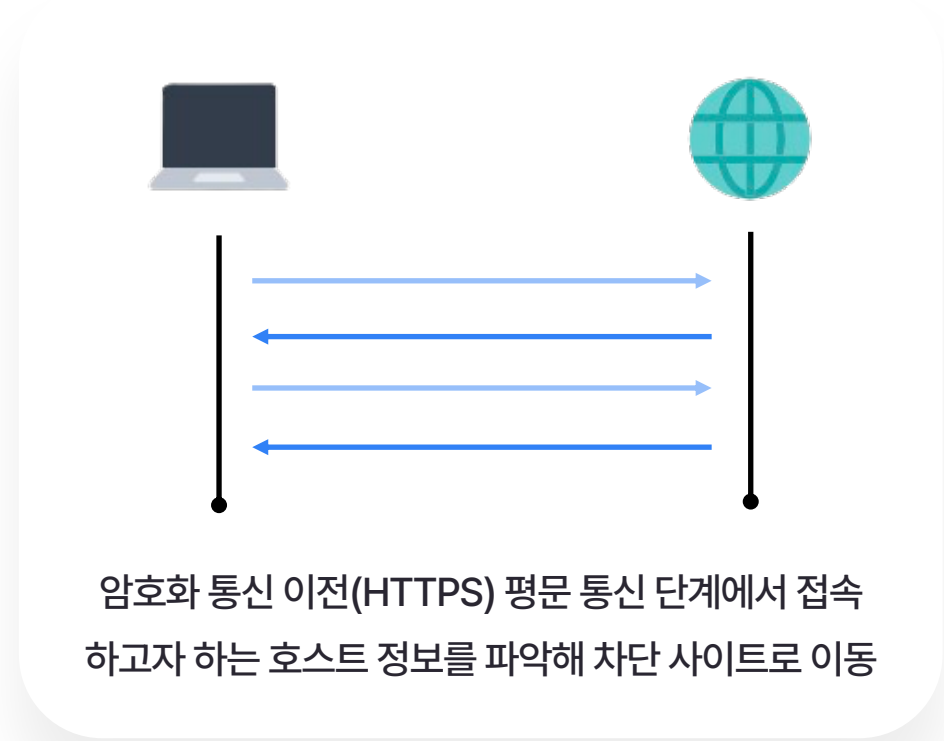 암호화 통신 이전(HTTPS) 평문 통신 단계에서 접속
하고자 하는 호스트 정보를 파악해 차단 사이트로 이동